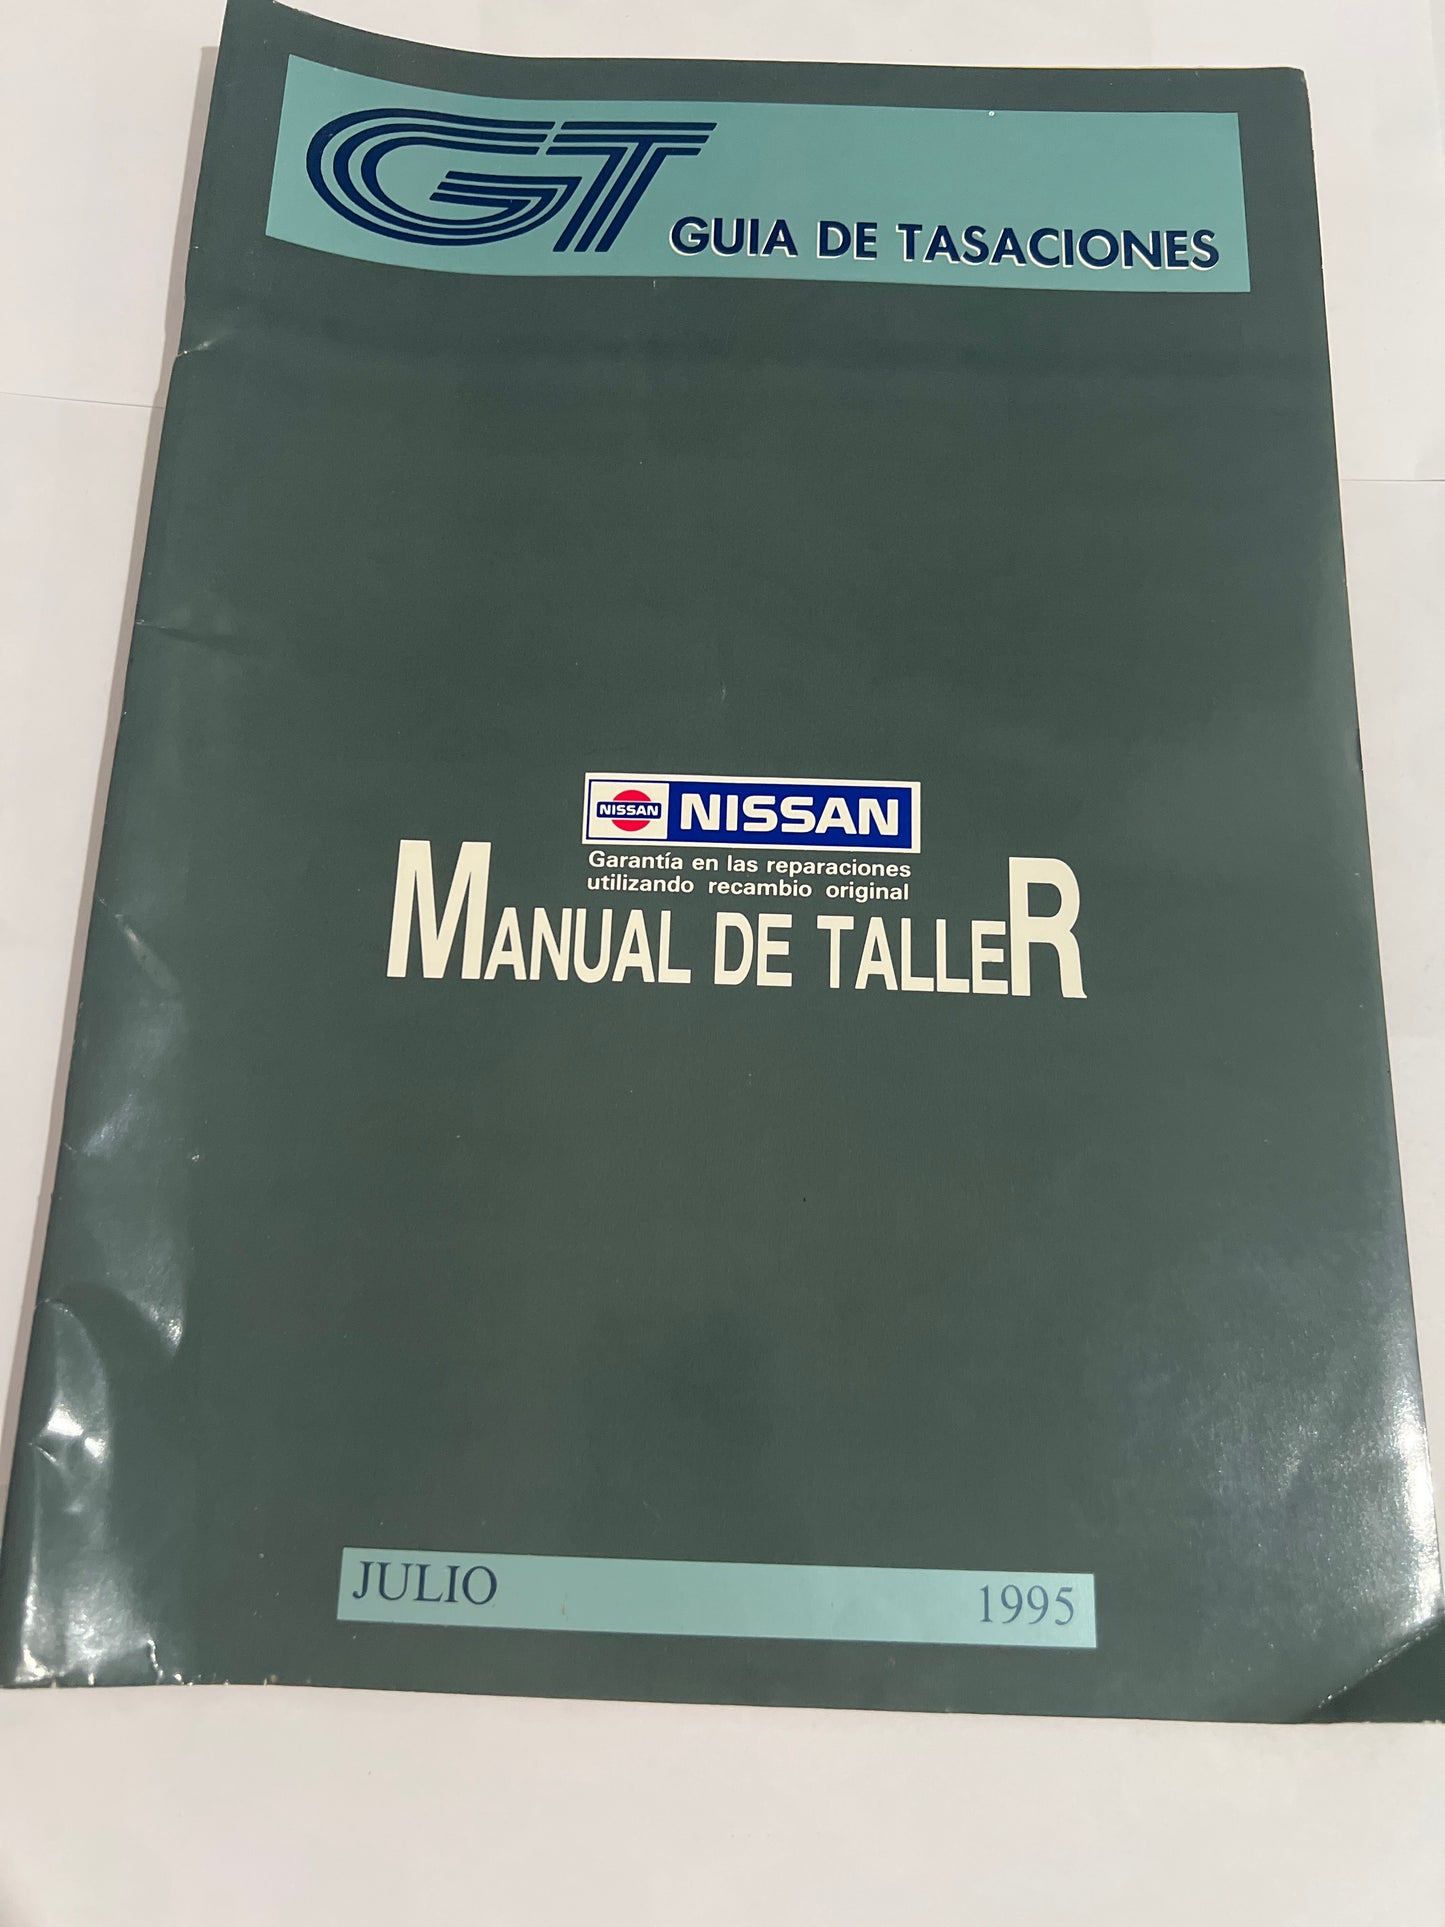 GT GUIA DE TASACIONES
NISSAN NISSAN
Garantía en las reparaciones
utilizando recambio original
MANUAL DE TALLER
JULIO 1995